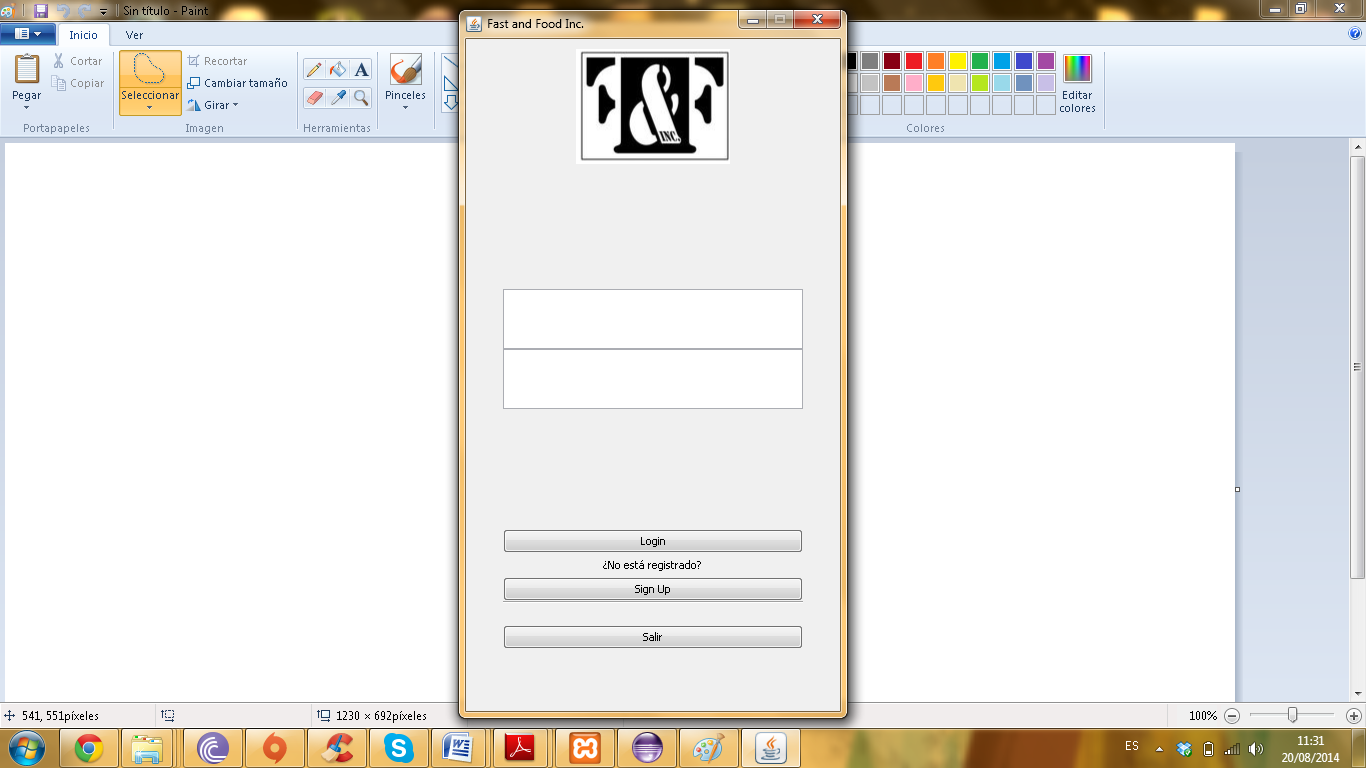 Sin título - Paint
Inicio
Ver
Pegar
Cortar
Copiar
Portapapeles
Seleccionar
Recortar
Cambiar tamaño
Girar
Imagen
A
Herramientas
Pinceles
Editar
colores
Colores
Fast and Food Inc.
F&F
INC.
Login
¿No está registrado?
Sign Up
Salir
541, 551píxeles
1230 × 692píxeles
100%
ES
11:31
20/08/2014